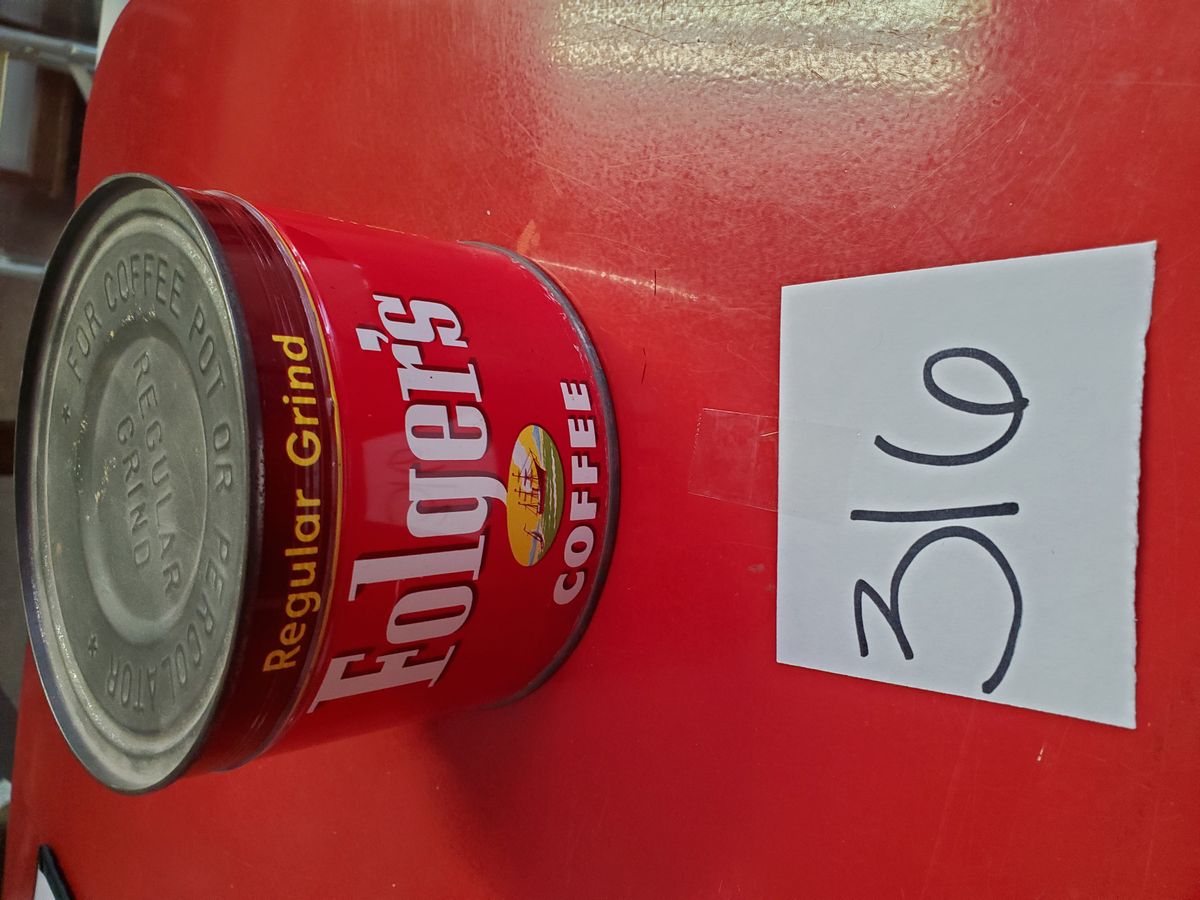 FOR COFFEE POT OR PERCOLATOR
REGULAR
GRIND
Regular Grind
Folger's
COFFEE
316